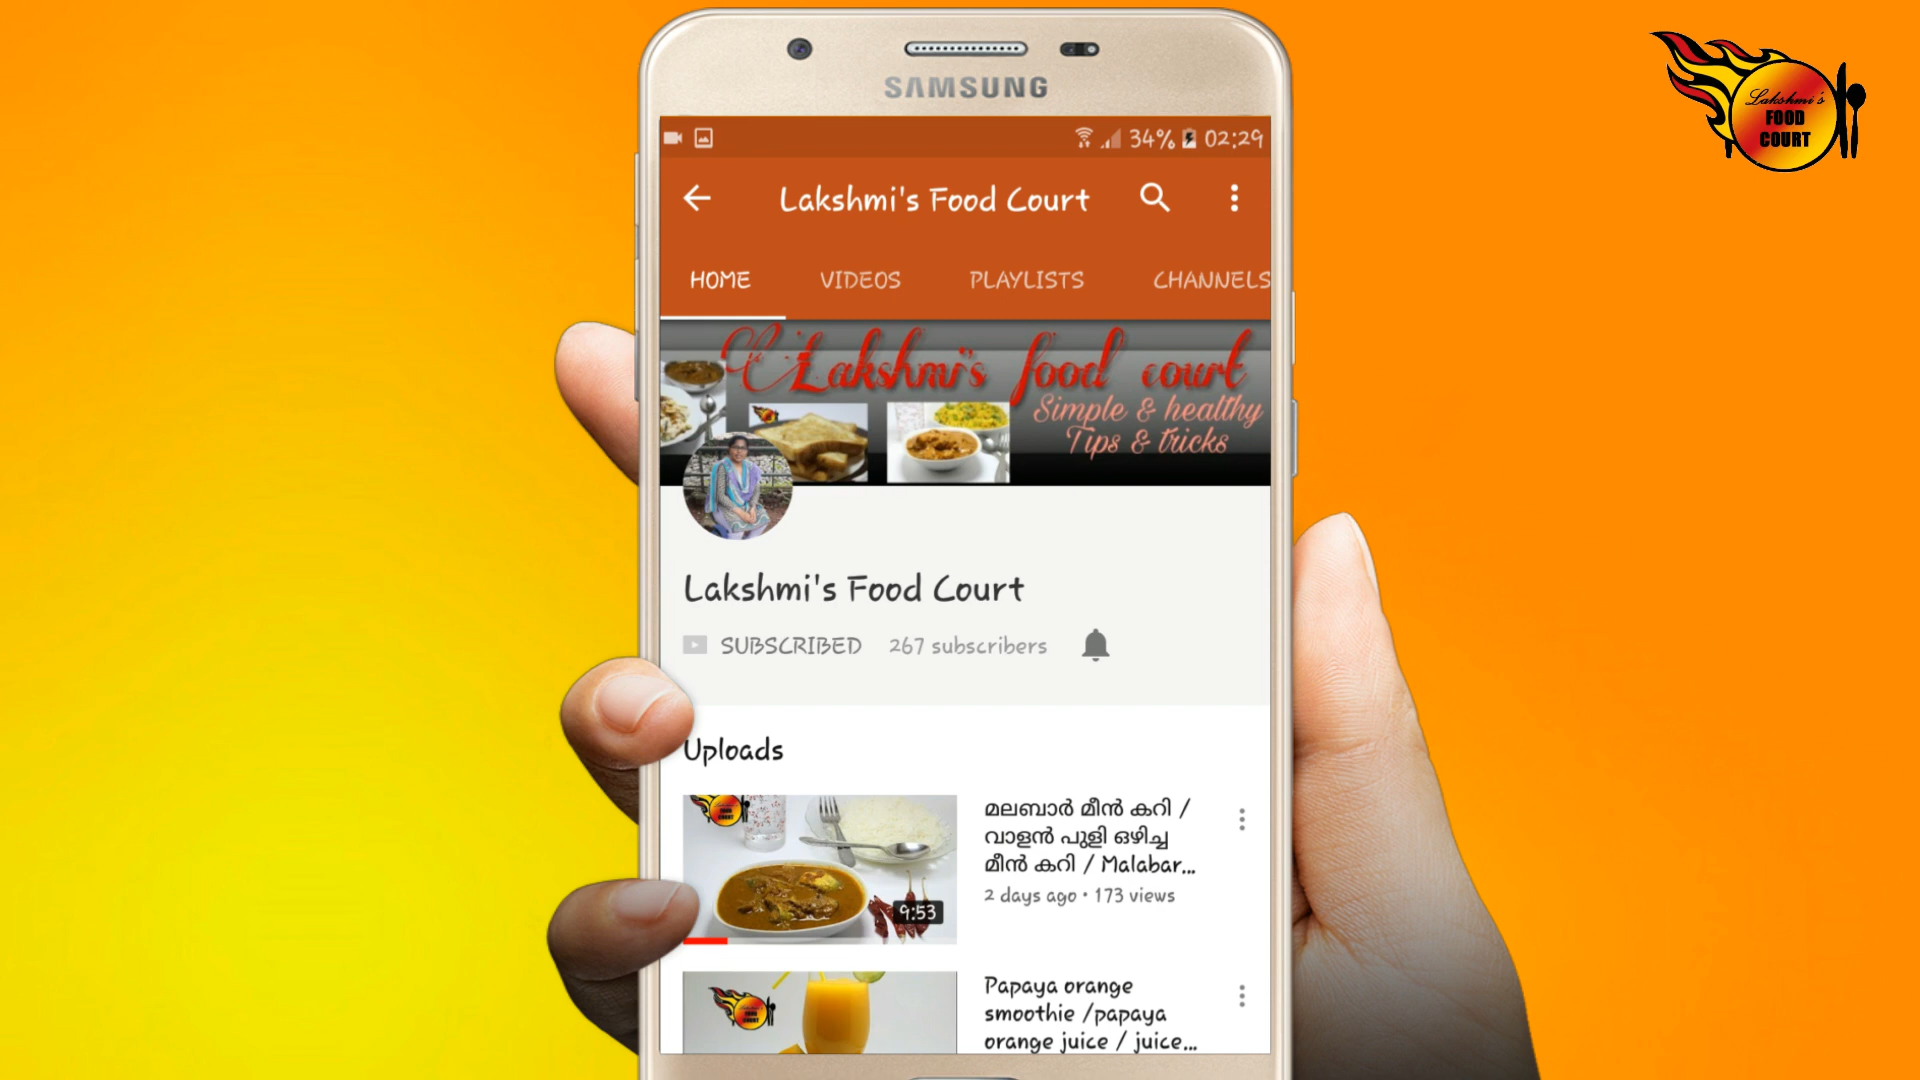 SAMSUNG
34% 02:29
Lakshmi's Food Court
HOME VIDEOS PLAYLISTS CHANNELS
Lakshmi's food court
Simple & healthy
Tips & tricks
Lakshmi's Food Court
SUBSCRIBED 267 subscribers
Uploads
മലബാർ മീൻ കറി /
വാളൻ പുളി ഒഴിച്ച
മീൻ കറി / Malabar...
2 days ago • 173 views
9:53
Papaya orange
smoothie /papaya
orange juice / juice...
Lakshmi's
FOOD
COURT